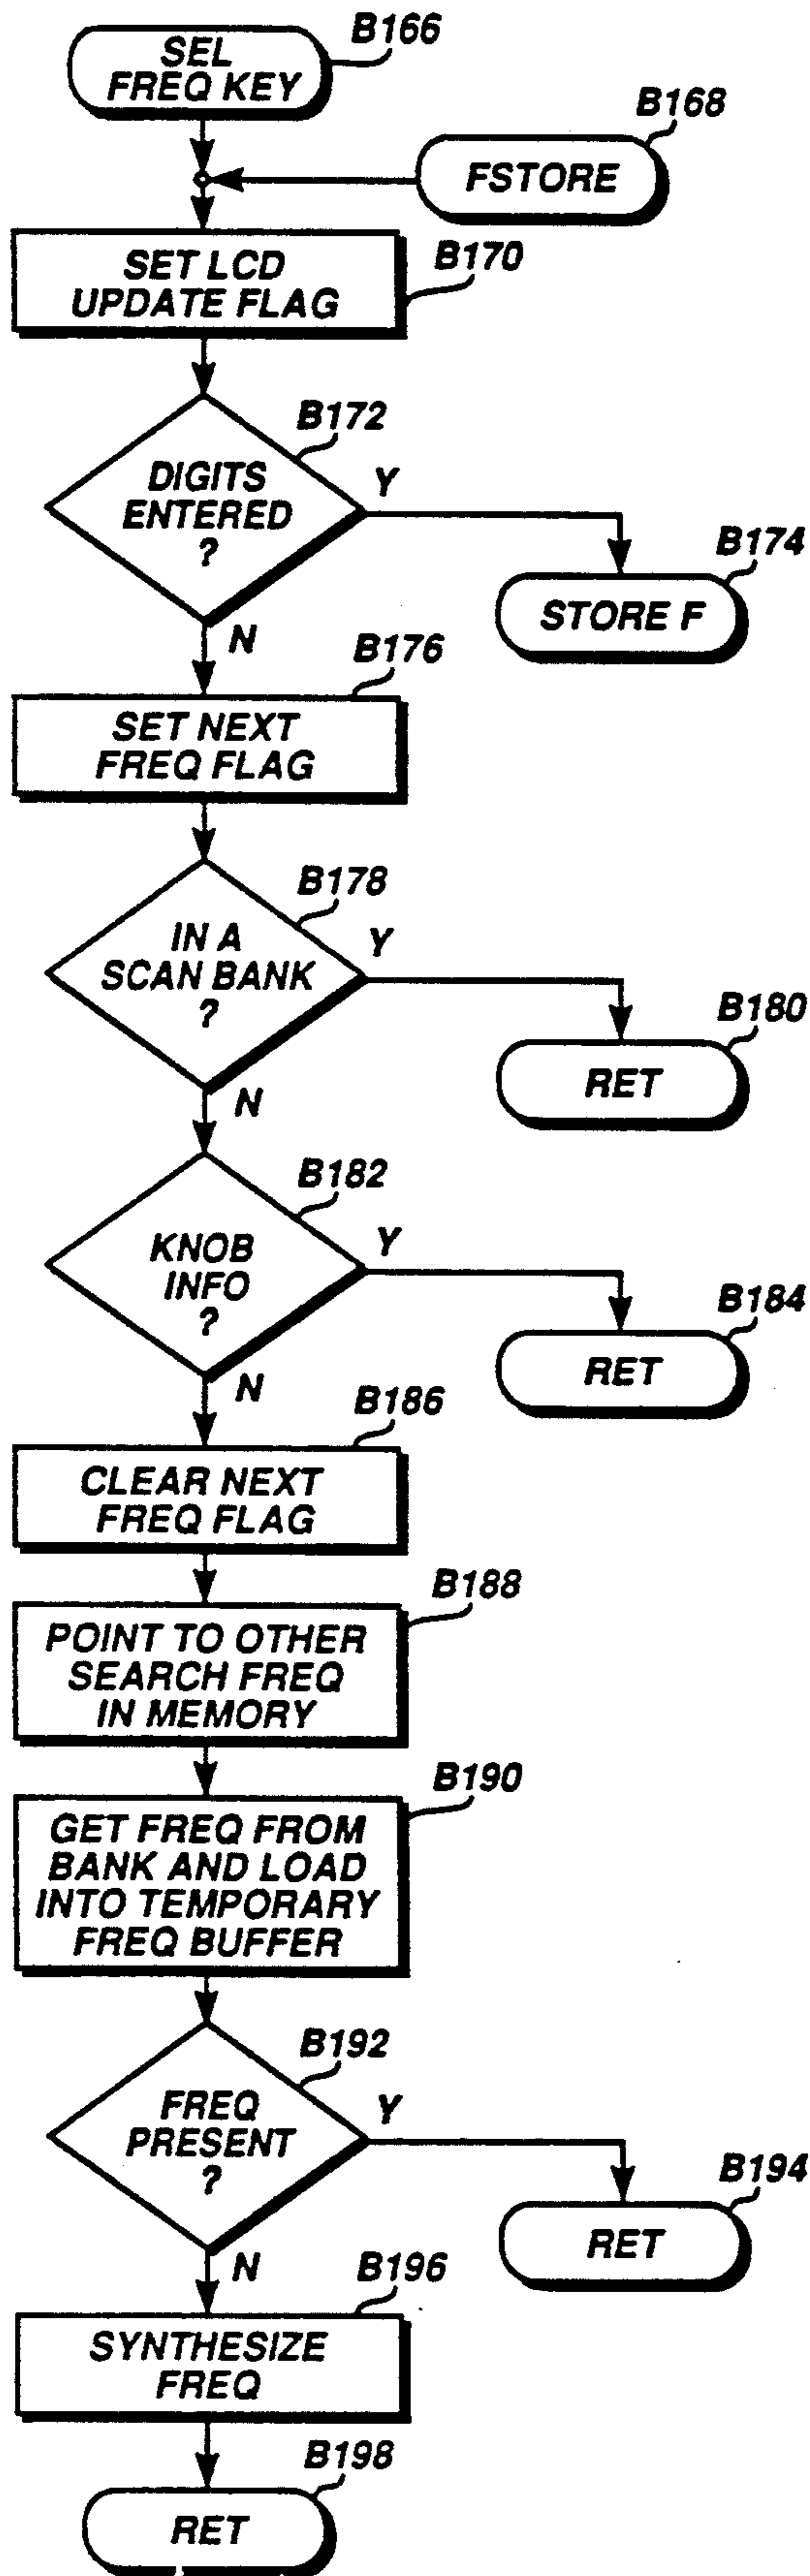 B166
SEL
FREQ KEY
B168
FSTORE
B170
SET LCD
UPDATE FLAG
B172
DIGITS
ENTERED
?
Y
B174
STORE F
N
B176
SET NEXT
FREQ FLAG
B178
IN A
SCAN BANK
?
Y
B180
RET
N
B182
KNOB
INFO
?
Y
B184
RET
N
B186
CLEAR NEXT
FREQ FLAG
B188
POINT TO OTHER
SEARCH FREQ
IN MEMORY
B190
GET FREQ FROM
BANK AND LOAD
INTO TEMPORARY
FREQ BUFFER
B192
FREQ
PRESENT
?
Y
B194
RET
N
B196
SYNTHESIZE
FREQ
B198
RET